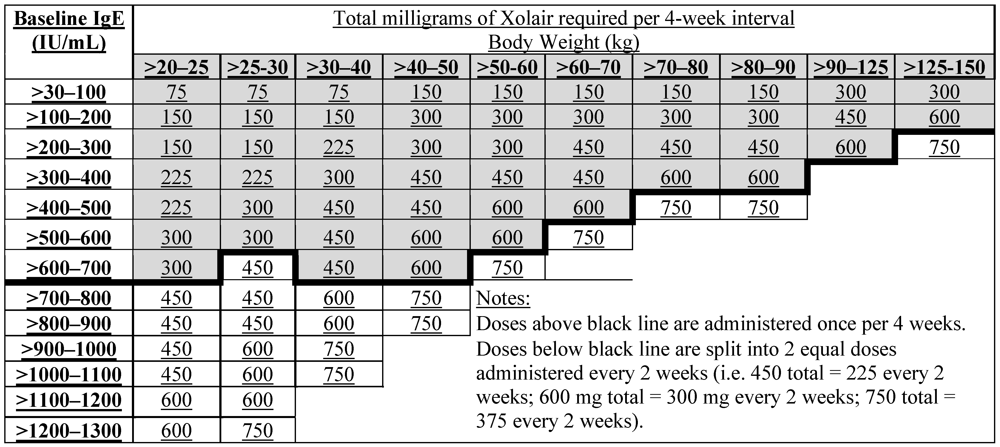 Baseline IgE (IU/mL) Total milligrams of Xolair required per 4-week interval
Body Weight (kg)
>20–25 >25-30 >30–40 >40–50 >50-60 >60–70 >70–80 >80–90 >90–125 >125-150
>30–100 75 75 75 150 150 150 150 150 300 300
>100–200 150 150 150 300 300 300 300 300 450 600
>200–300 150 150 225 300 300 450 450 450 600 750
>300–400 225 225 300 450 450 450 600 600
>400–500 225 300 450 450 600 600 750 750
>500–600 300 300 450 600 600 750
>600–700 300 450 450 600 750
>700–800 450 450 600 750
>800–900 450 450 600 750
>900–1000 450 600 750
>1000–1100 450 600 750
>1100–1200 600 600
>1200–1300 600 750
Notes:
Doses above black line are administered once per 4 weeks.
Doses below black line are split into 2 equal doses
administered every 2 weeks (i.e. 450 total = 225 every 2
weeks; 600 mg total = 300 mg every 2 weeks; 750 total =
375 every 2 weeks).